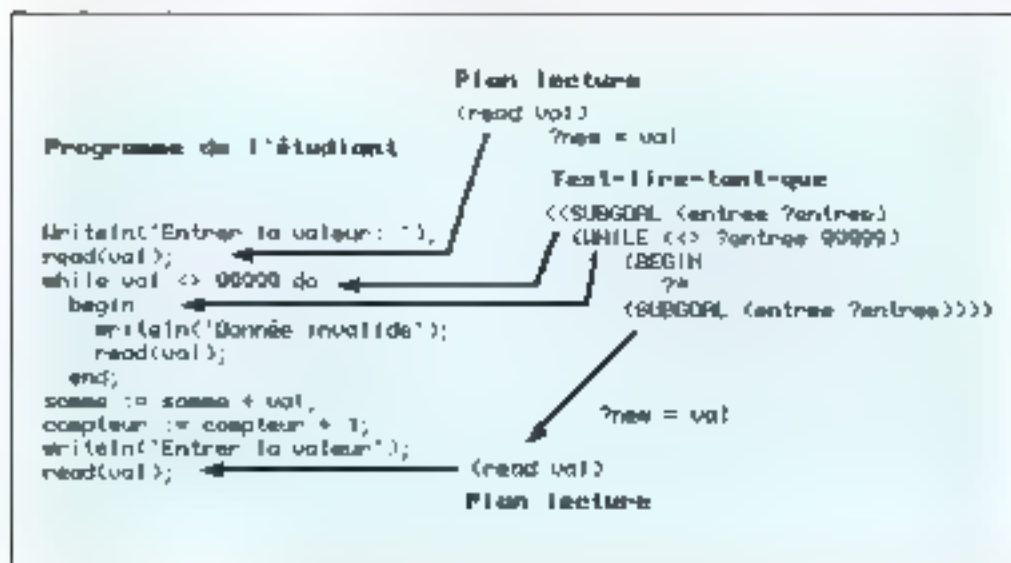 Plan lecture
(read val)
?new = val
Programme de l'étudiant
Test-lire-tant-que
Writeln('Entrer la valeur: '),
read(val);
while val <> 99999 do
begin
writeln('Donnée invalide');
read(val);
end;
somme := somme + val,
compteur := compteur + 1;
writeln('Entrer la valeur');
read(val);
((SUBGOAL (entree ?entree)
(WHILE (<> ?entree 99999)
(BEGIN
?*
(SUBGOAL (entree ?entree))))
?new = val
(read val)
Plan lecture